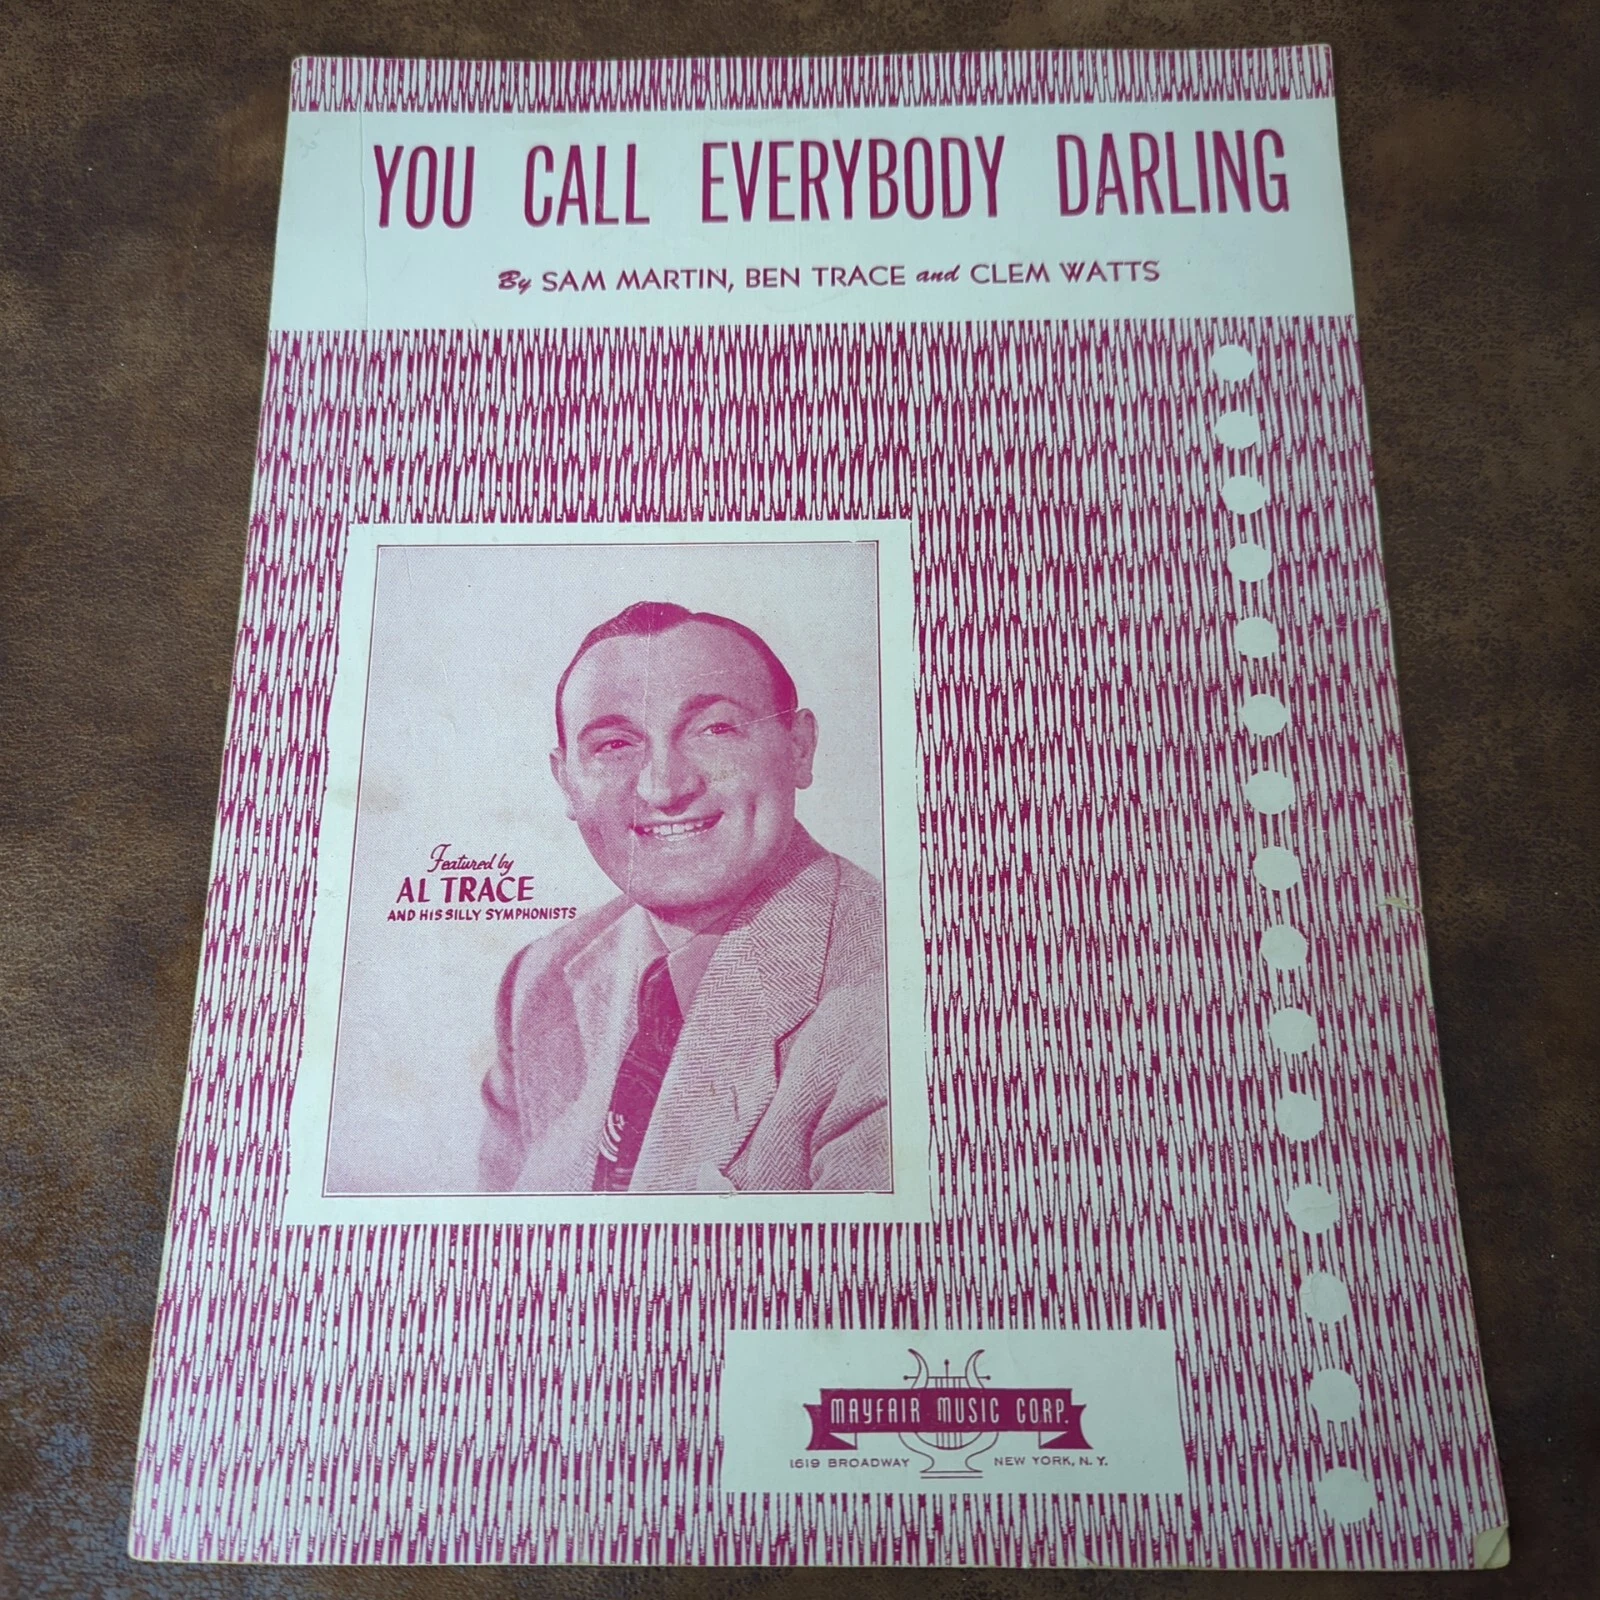 YOU CALL EVERYBODY DARLING
By SAM MARTIN, BEN TRACE and CLEM WATTS
Featured by
AL TRACE
AND HIS SILLY SYMPHONISTS
MAYFAIR MUSIC CORP.
1619 BROADWAY NEW YORK, N.Y.